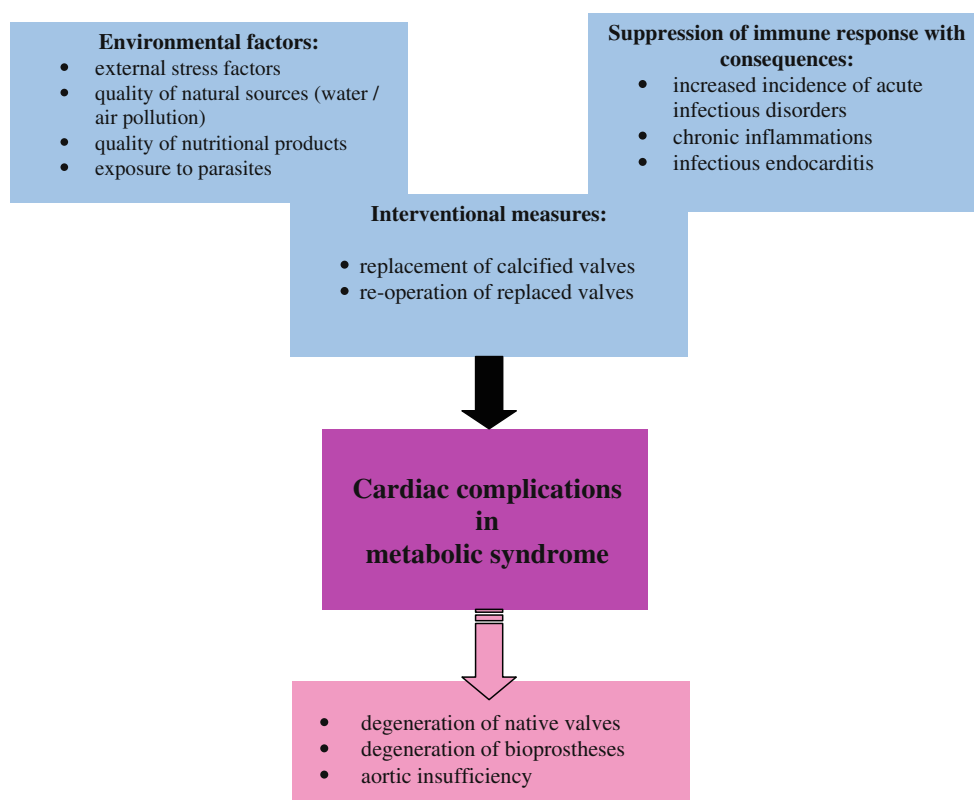 Environmental factors:
• external stress factors
• quality of natural sources (water /
air pollution)
• quality of nutritional products
• exposure to parasites
Suppression of immune response with
consequences:
• increased incidence of acute
infectious disorders
• chronic inflammations
• infectious endocarditis
Interventional measures:
• replacement of calcified valves
• re-operation of replaced valves
Cardiac complications
in
metabolic syndrome
• degeneration of native valves
• degeneration of bioprostheses
• aortic insufficiency